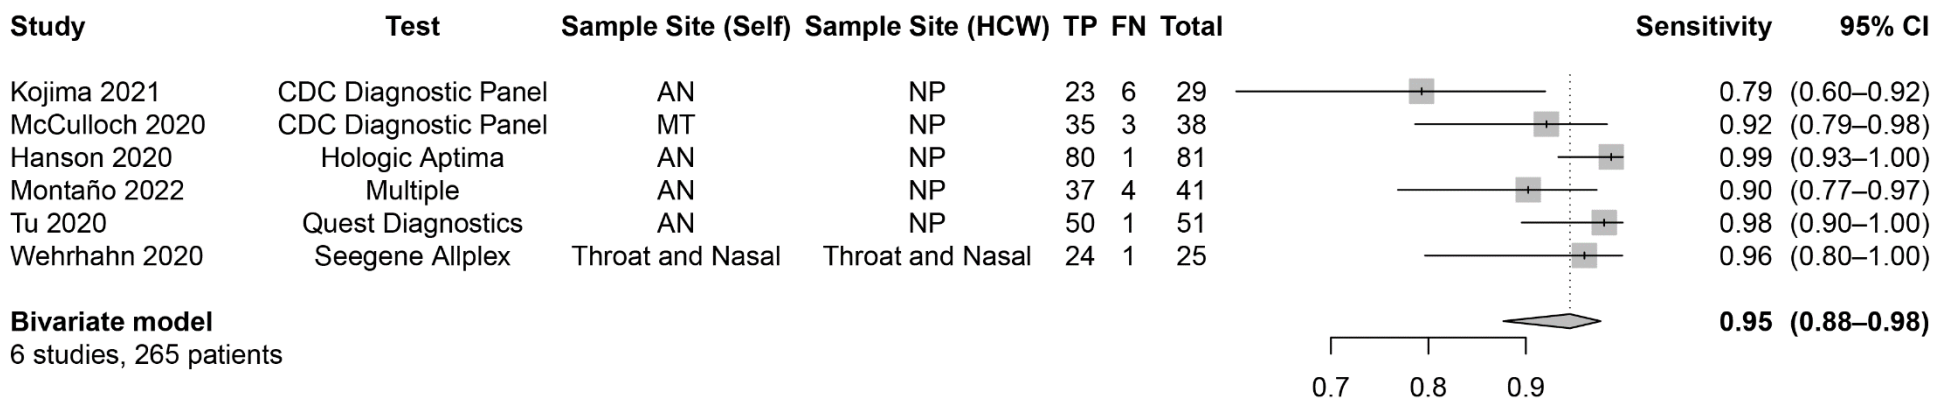 Study Test Sample Site (Self) Sample Site (HCW) TP FN Total Sensitivity 95% CI
Kojima 2021 CDC Diagnostic Panel AN NP 23 6 29 0.79 (0.60–0.92)
McCulloch 2020 CDC Diagnostic Panel MT NP 35 3 38 0.92 (0.79–0.98)
Hanson 2020 Hologic Aptima AN NP 80 1 81 0.99 (0.93–1.00)
Montaño 2022 Multiple AN NP 37 4 41 0.90 (0.77–0.97)
Tu 2020 Quest Diagnostics AN NP 50 1 51 0.98 (0.90–1.00)
Wehrhahn 2020 Seegene Allplex Throat and Nasal Throat and Nasal 24 1 25 0.96 (0.80–1.00)
Bivariate model 0.95 (0.88–0.98)
6 studies, 265 patients
0.7 0.8 0.9